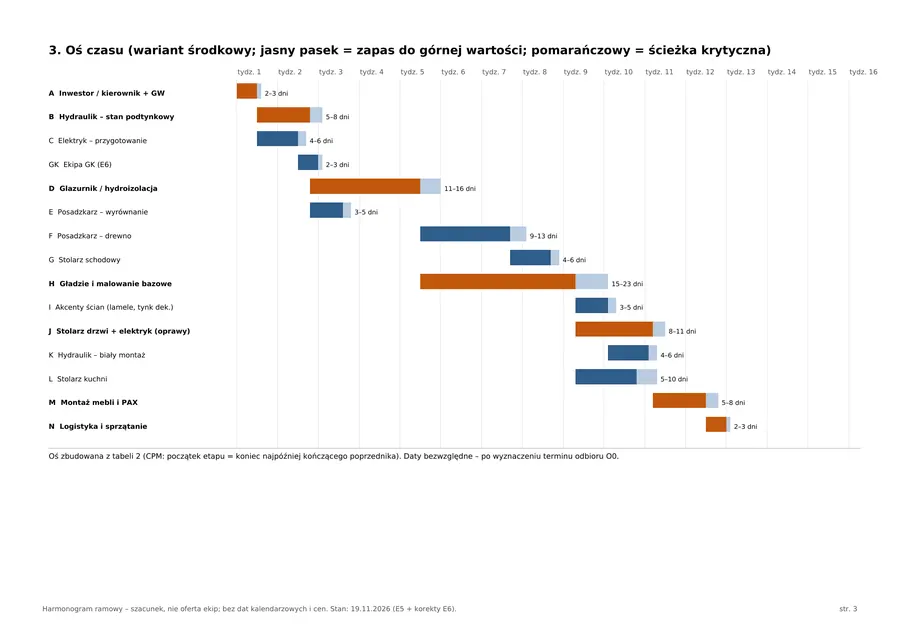 3. Oś czasu (wariant środkowy; jasny pasek = zapas do górnej wartości; pomarańczowy = ścieżka krytyczna)
tydz. 1 tydz. 2 tydz. 3 tydz. 4 tydz. 5 tydz. 6 tydz. 7 tydz. 8 tydz. 9 tydz. 10 tydz. 11 tydz. 12 tydz. 13 tydz. 14 tydz. 15 tydz. 16
A Inwestor / kierownik + GW 2–3 dni
B Hydraulik – stan podtynkowy 5–8 dni
C Elektryk – przygotowanie 4–6 dni
GK Ekipa GK (E6) 2–3 dni
D Glazurnik / hydroizolacja 11–16 dni
E Posadzkarz – wyrównanie 3–5 dni
F Posadzkarz – drewno 9–13 dni
G Stolarz schodowy 4–6 dni
H Gładzie i malowanie bazowe 15–23 dni
I Akcenty ścian (lamele, tynk dek.) 3–5 dni
J Stolarz drzwi + elektryk (oprawy) 8–11 dni
K Hydraulik – biały montaż 4–6 dni
L Stolarz kuchni 5–10 dni
M Montaż mebli i PAX 5–8 dni
N Logistyka i sprzątanie 2–3 dni
Oś zbudowana z tabeli 2 (CPM: początek etapu = koniec najpóźniej kończącego poprzednika). Daty bezwzględne – po wyznaczeniu terminu odbioru O0.
Harmonogram ramowy – szacunek, nie oferta ekip; bez dat kalendarzowych i cen. Stan: 19.11.2026 (E5 + korekty E6). str. 3